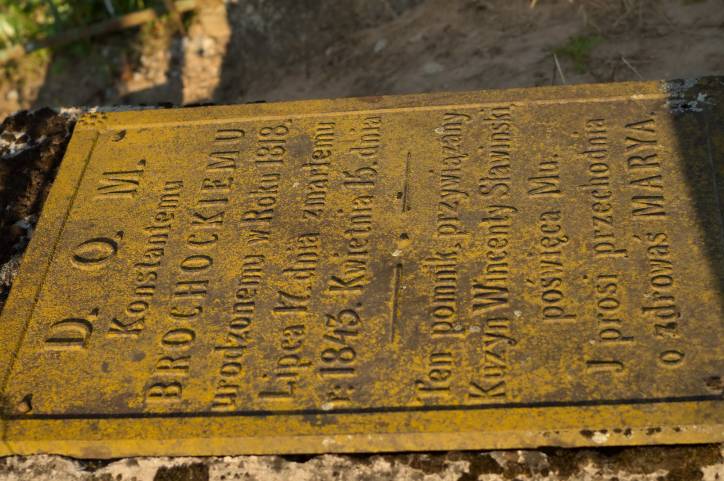 D. O. M.
Konstantemu
BROCHOCKIEMU
urodzonemu w Roku 1818.
Lipca 17. dnia zmarłemu
r: 1843. Kwietnia 15 dnia
Ten pomnik, przywiązany
Kuzyn Wincenty Sławiński,
poświęca Mu.
J prosi przechodnia
o zdrowaś MARYA.